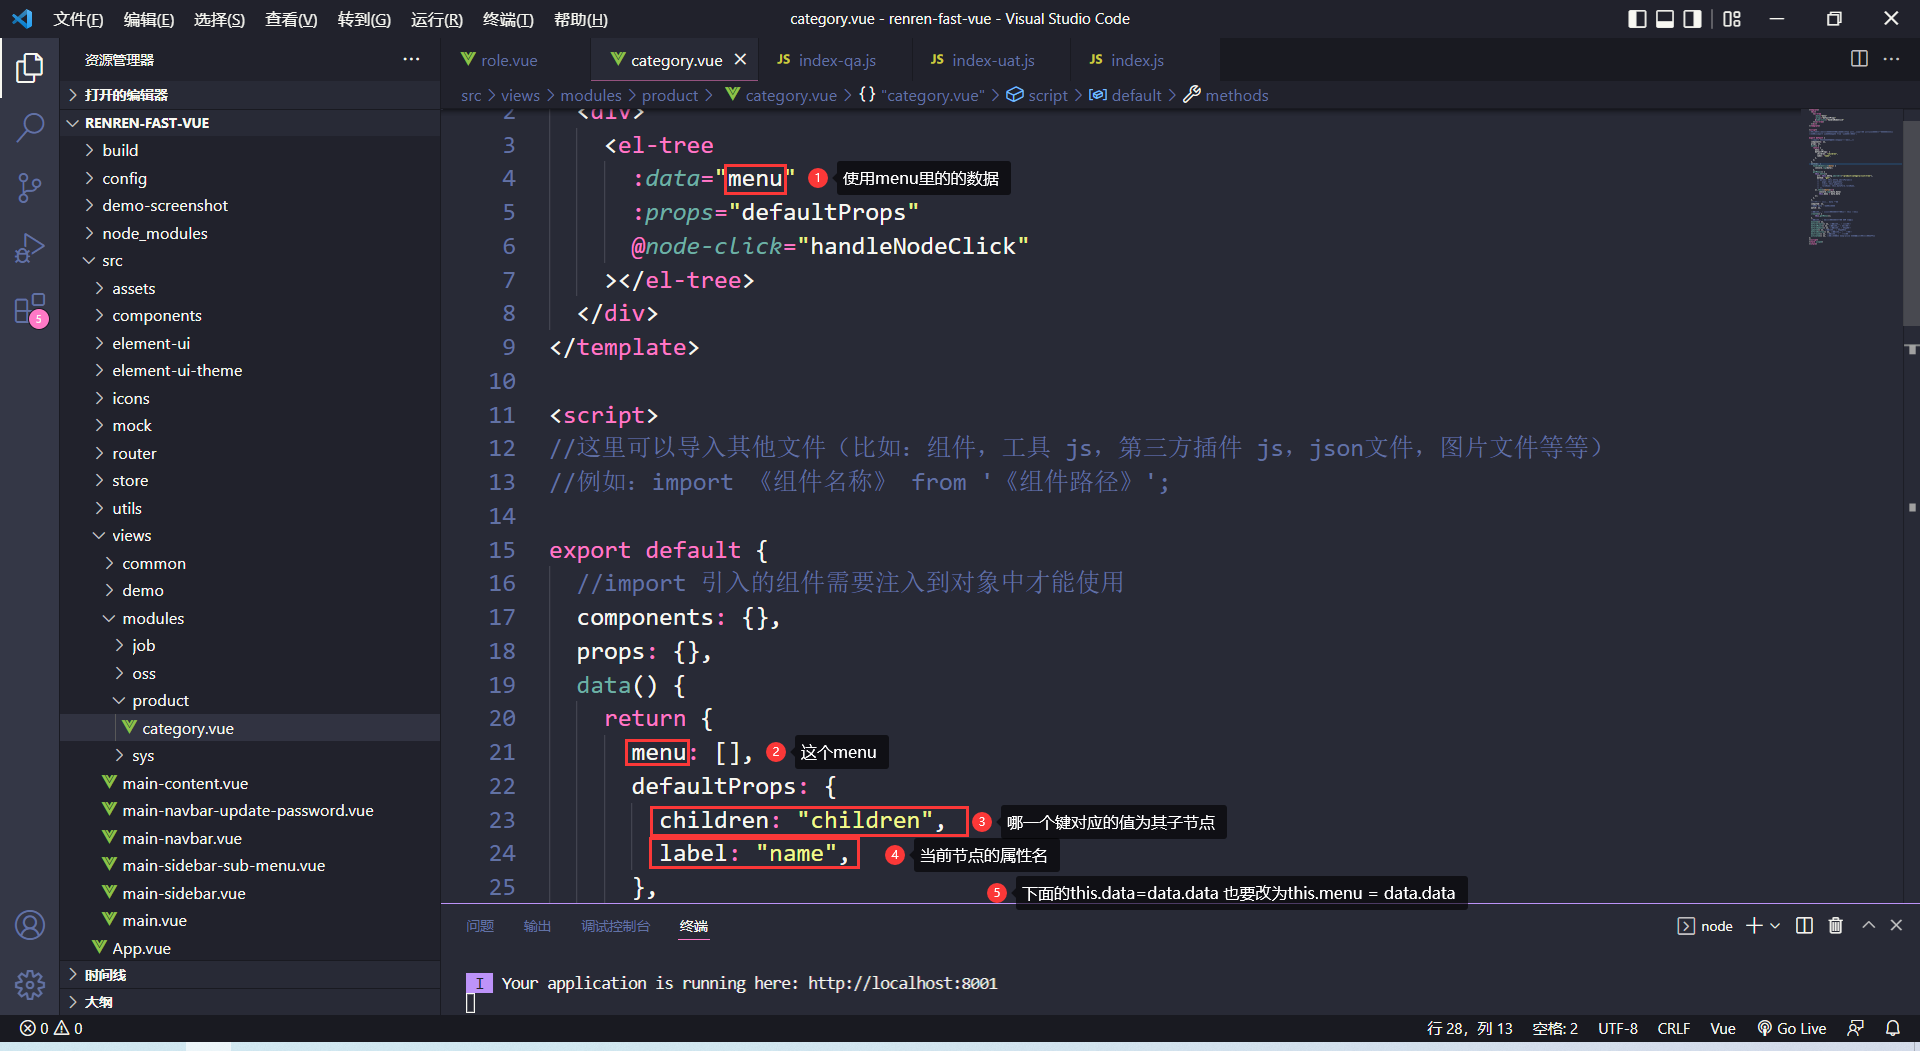 文件(F) 编辑(E) 选择(S) 查看(V) 转到(G) 运行(R) 终端(T) 帮助(H)
category.vue - renren-fast-vue - Visual Studio Code
资源管理器
打开的编辑器
RENREN-FAST-VUE
build
config
demo-screenshot
node_modules
src
assets
components
element-ui
element-ui-theme
icons
mock
router
store
utils
views
common
demo
modules
job
oss
product
category.vue
sys
main-content.vue
main-navbar-update-password.vue
main-navbar.vue
main-sidebar-sub-menu.vue
main-sidebar.vue
main.vue
App.vue
时间线
大纲
5
role.vue category.vue JS index-qa.js JS index-uat.js JS index.js
src > views > modules > product > category.vue > {} "category.vue" > script > default > methods
2 <div>
3 <el-tree
4 :data="menu" 1 使用menu里的的数据
5 :props="defaultProps"
6 @node-click="handleNodeClick"
7 ></el-tree>
8 </div>
9 </template>
10
11 <script>
12 //这里可以导入其他文件（比如：组件，工具 js，第三方插件 js，json文件，图片文件等等）
13 //例如：import 《组件名称》 from '《组件路径》';
14
15 export default {
16 //import 引入的组件需要注入到对象中才能使用
17 components: {},
18 props: {},
19 data() {
20 return {
21 menu: [], 2 这个menu
22 defaultProps: {
23 children: "children", 3 哪一个键对应的值为其子节点
24 label: "name", 4 当前节点的属性名
25 },
5 下面的this.data=data.data 也要改为this.menu = data.data
问题 输出 调试控制台 终端
node
I Your application is running here: http://localhost:8001
0 0
行 28，列 13 空格: 2 UTF-8 CRLF Vue Go Live